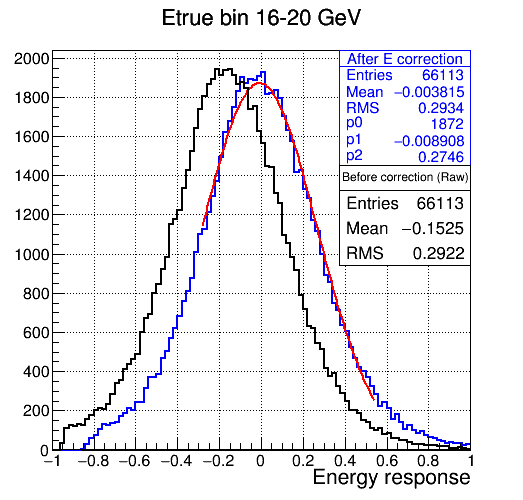 Etrue bin 16-20 GeV
After E correction
Entries 66113
Mean −0.003815
RMS 0.2934
p0 1872
p1 −0.008908
p2 0.2746
Before correction (Raw)
Entries 66113
Mean −0.1525
RMS 0.2922
2000
1800
1600
1400
1200
1000
800
600
400
200
0
−1 −0.8 −0.6 −0.4 −0.2 0 0.2 0.4 0.6 0.8 1
Energy response